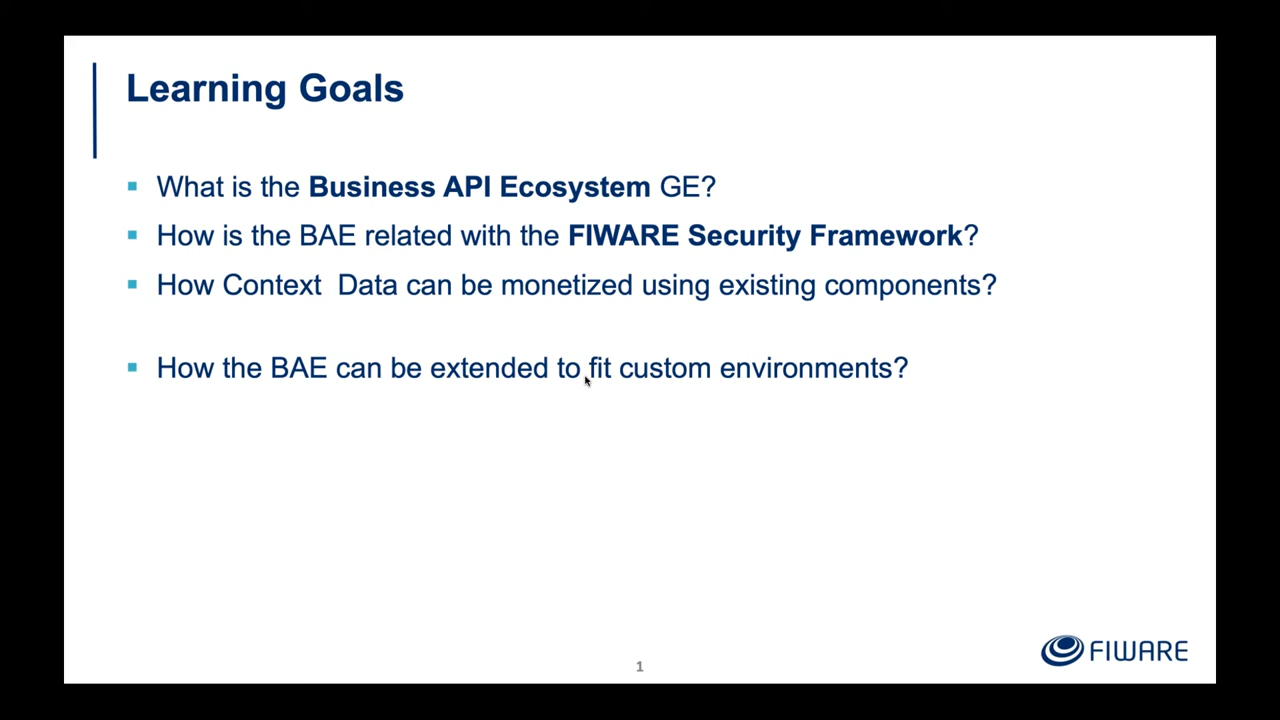 Learning Goals
What is the Business API Ecosystem GE?
How is the BAE related with the FIWARE Security Framework?
How Context  Data can be monetized using existing components?
How the BAE can be extended to fit custom environments?
FIWARE
1